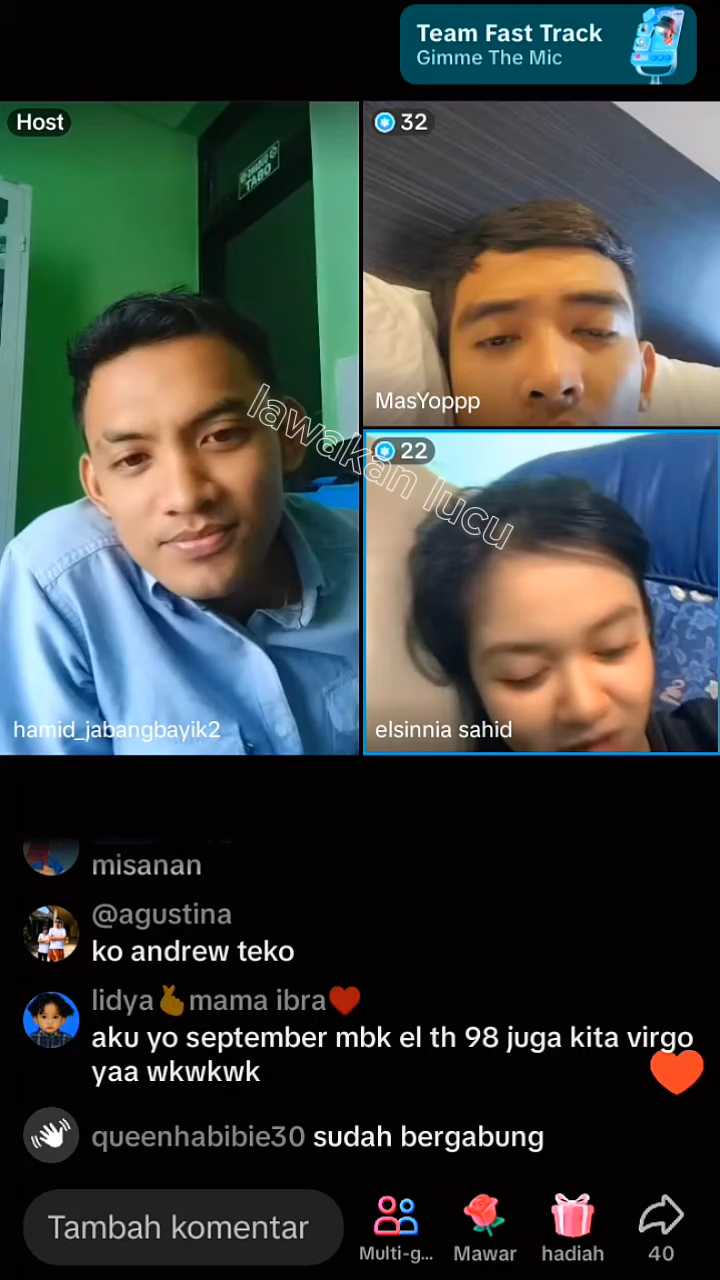 Team Fast Track
Gimme The Mic
Host
32
MasYoppp
lawakan lucu
22
hamid_jabangbayik2
elsinnia sahid
misanan
@agustina
ko andrew teko
lidya🫰mama ibra❤️
aku yo september mbk el th 98 juga kita virgo
yaa wkwkwk
queenhabibie30 sudah bergabung
Tambah komentar
Multi-g...
Mawar
hadiah
40